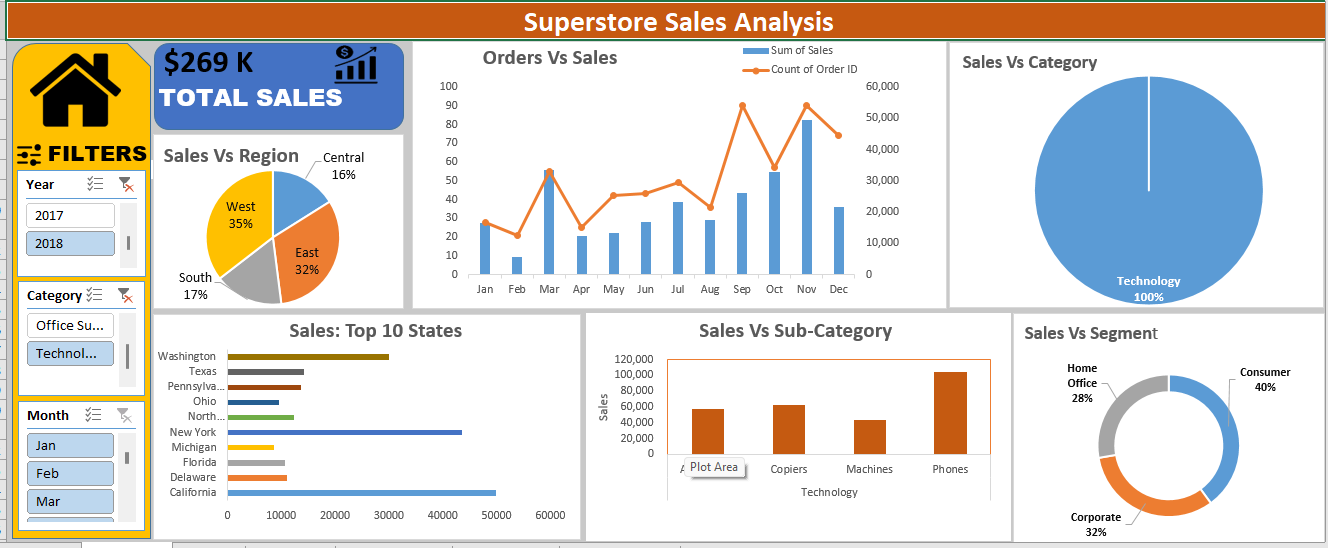 Superstore Sales Analysis
$269 K
TOTAL SALES
FILTERS
Year
2017
2018
Category
Office Su...
Technol...
Month
Jan
Feb
Mar
Sales Vs Region
Central
16%
West
35%
East
32%
South
17%
Orders Vs Sales
Sum of Sales
Count of Order ID
100
90
80
70
60
50
40
30
20
10
0
60,000
50,000
40,000
30,000
20,000
10,000
0
Jan Feb Mar Apr May Jun Jul Aug Sep Oct Nov Dec
Sales Vs Category
Technology
100%
Sales: Top 10 States
Washington
Texas
Pennsylva...
Ohio
North...
New York
Michigan
Florida
Delaware
California
0 10000 20000 30000 40000 50000 60000
Sales Vs Sub-Category
Sales
120,000
100,000
80,000
60,000
40,000
20,000
0
Plot Area
Copiers Machines Phones
Technology
Sales Vs Segment
Home
Office
28%
Consumer
40%
Corporate
32%